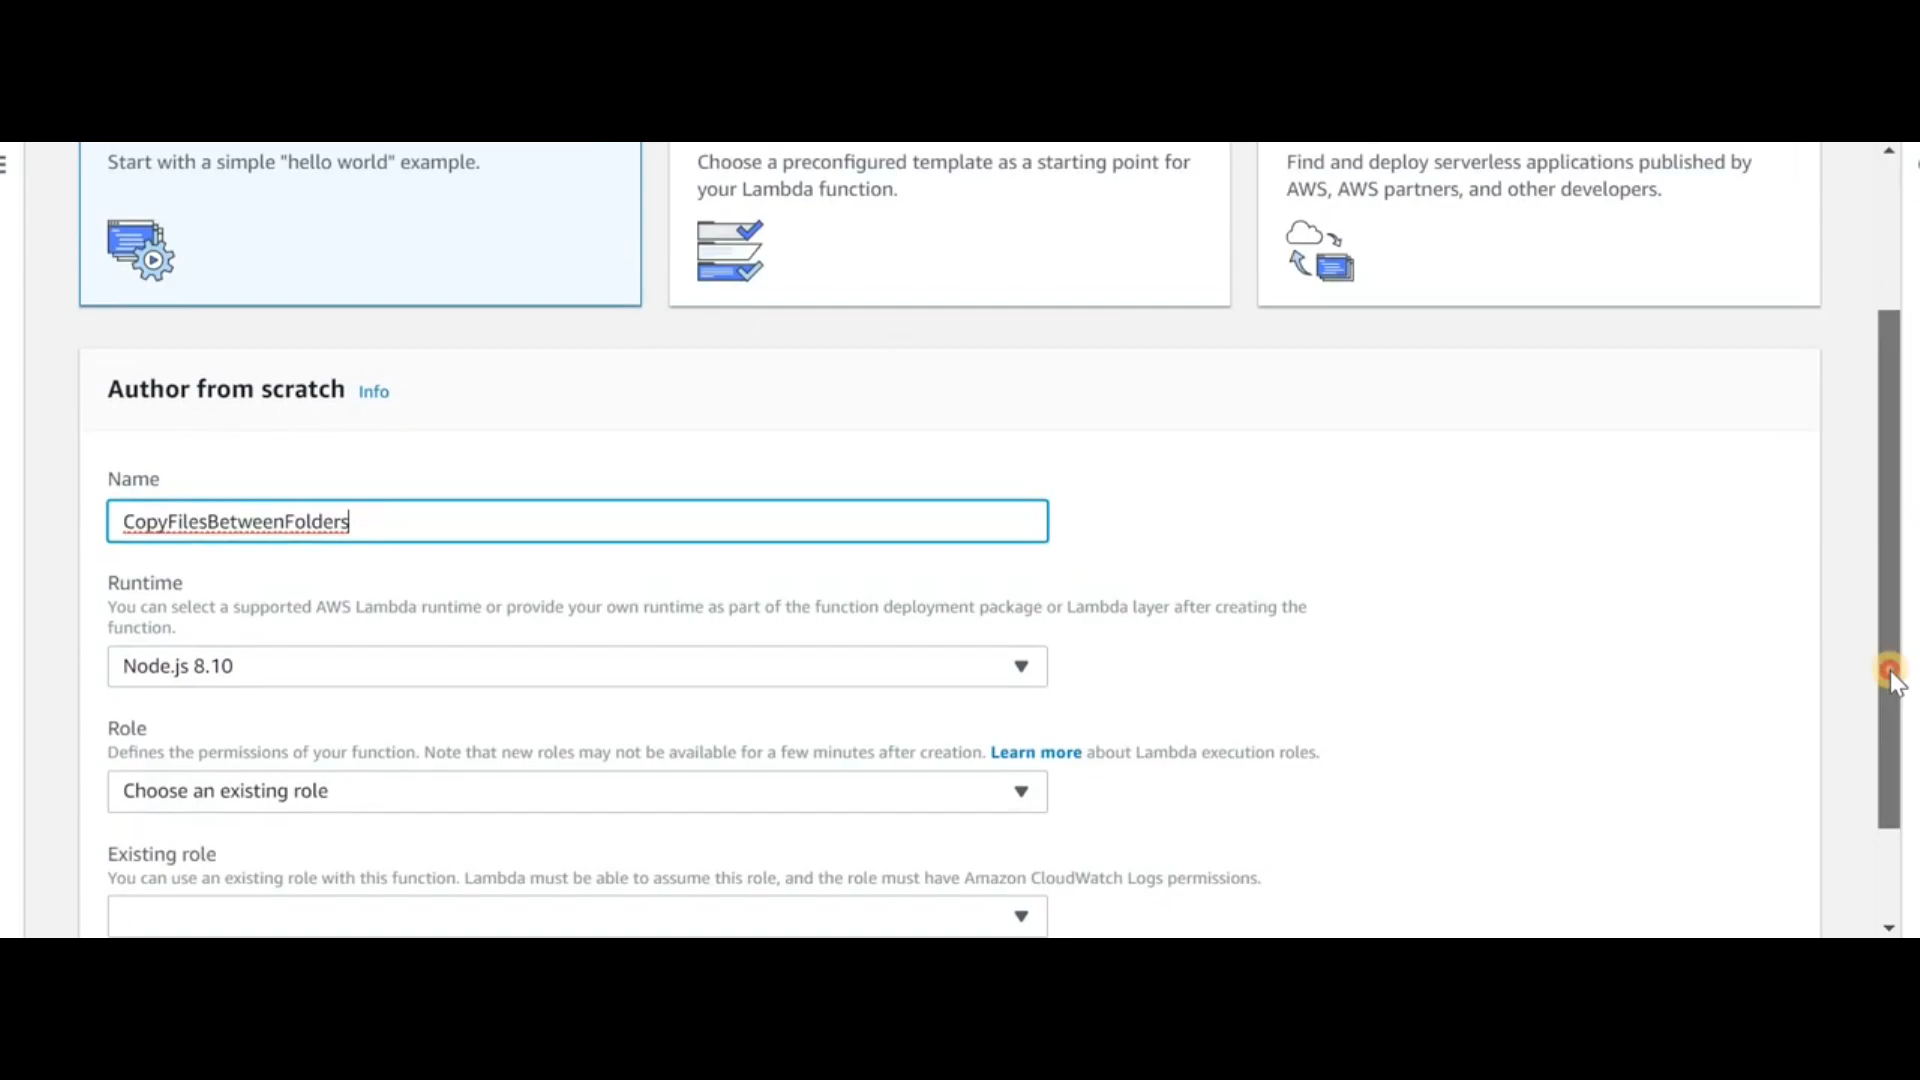 Start with a simple "hello world" example.
Choose a preconfigured template as a starting point for
your Lambda function.
Find and deploy serverless applications published by
AWS, AWS partners, and other developers.
Author from scratch Info
Name
CopyFilesBetweenFolders
Runtime
You can select a supported AWS Lambda runtime or provide your own runtime as part of the function deployment package or Lambda layer after creating the
function.
Node.js 8.10
Role
Defines the permissions of your function. Note that new roles may not be available for a few minutes after creation. Learn more about Lambda execution roles.
Choose an existing role
Existing role
You can use an existing role with this function. Lambda must be able to assume this role, and the role must have Amazon CloudWatch Logs permissions.